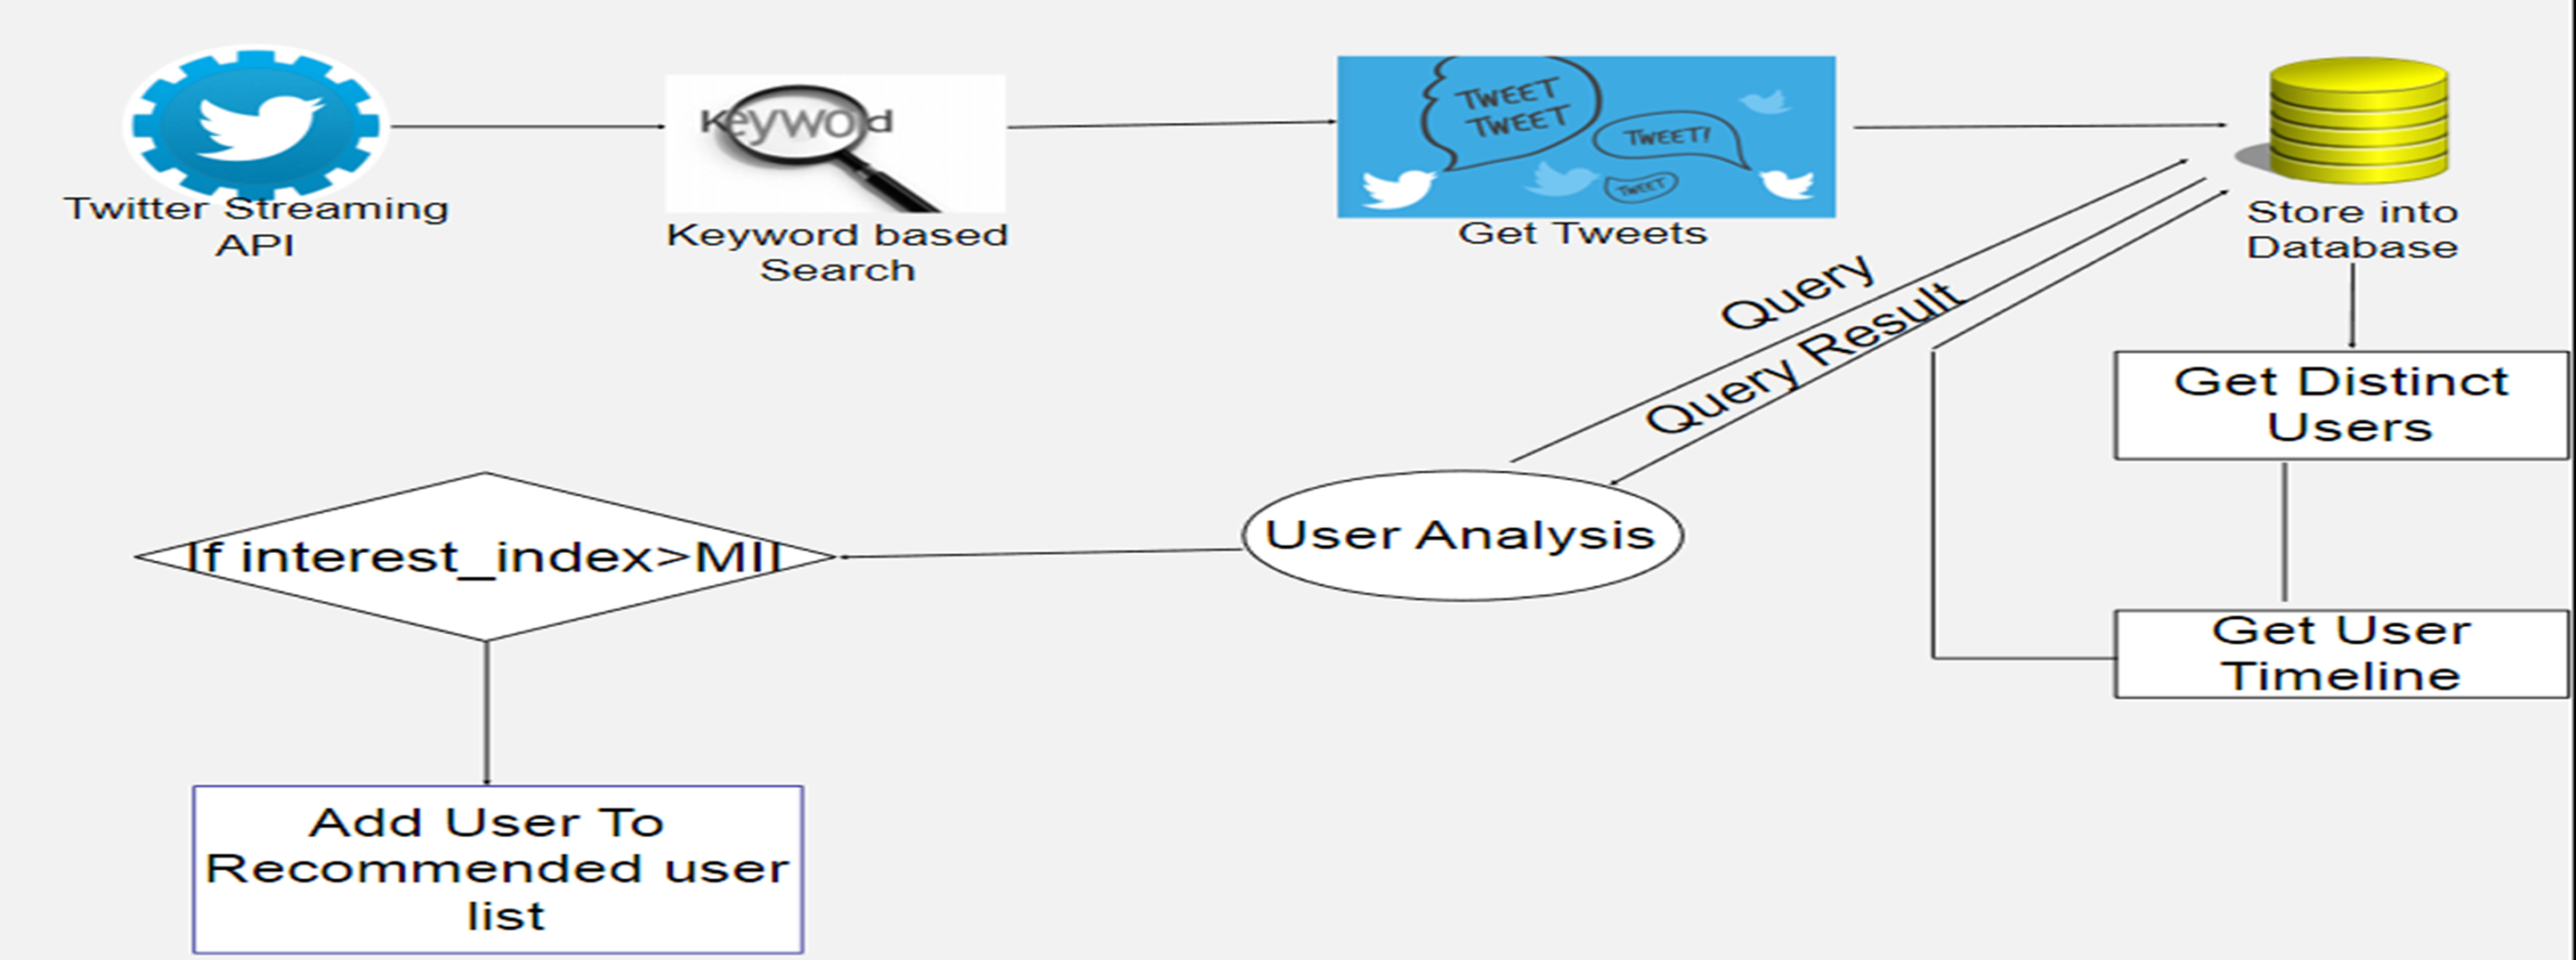 Keywod
TWEET
TWEET
TWEET!
TWEET
Twitter Streaming
API
Keyword based
Search
Get Tweets
Store into
Database
Query
Query Result
Get Distinct
Users
If interest_index>MII
User Analysis
Get User
Timeline
Add User To
Recommended user
list